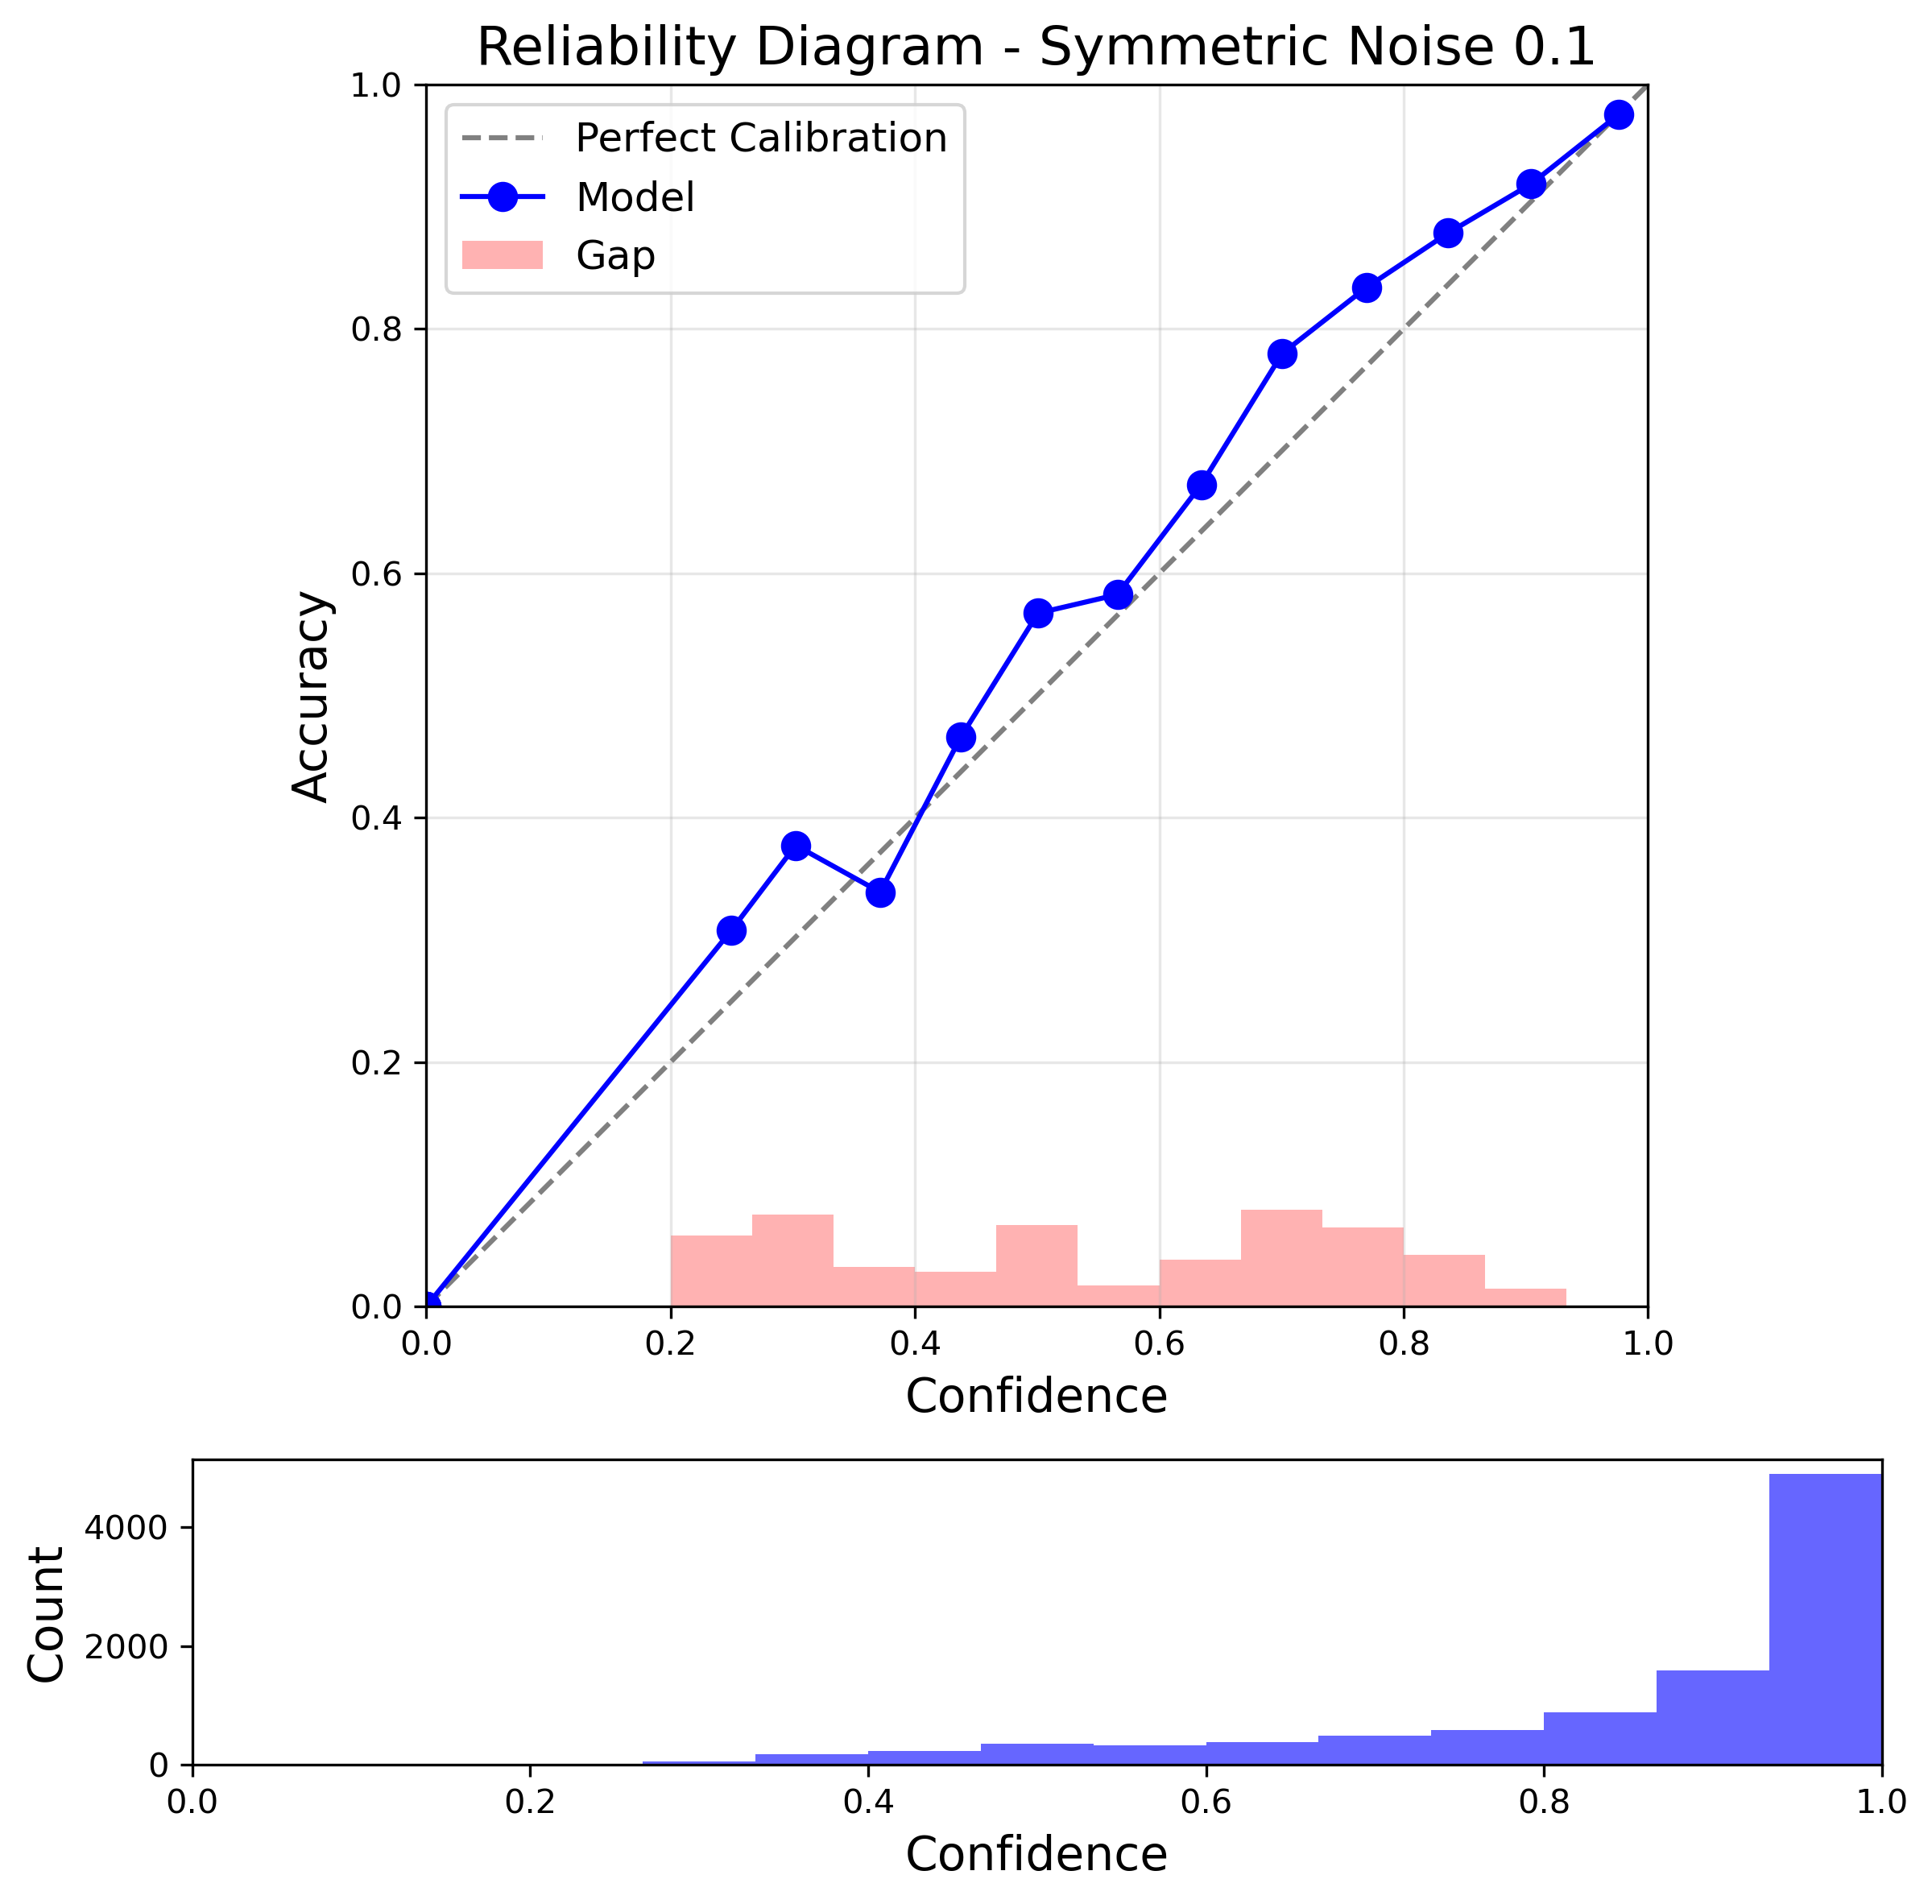 Reliability Diagram - Symmetric Noise 0.1
Perfect Calibration
Model
Gap
Accuracy
1.0
0.8
0.6
0.4
0.2
0.0
0.0 0.2 0.4 0.6 0.8 1.0
Confidence
Count
4000
2000
0
0.0 0.2 0.4 0.6 0.8 1.0
Confidence